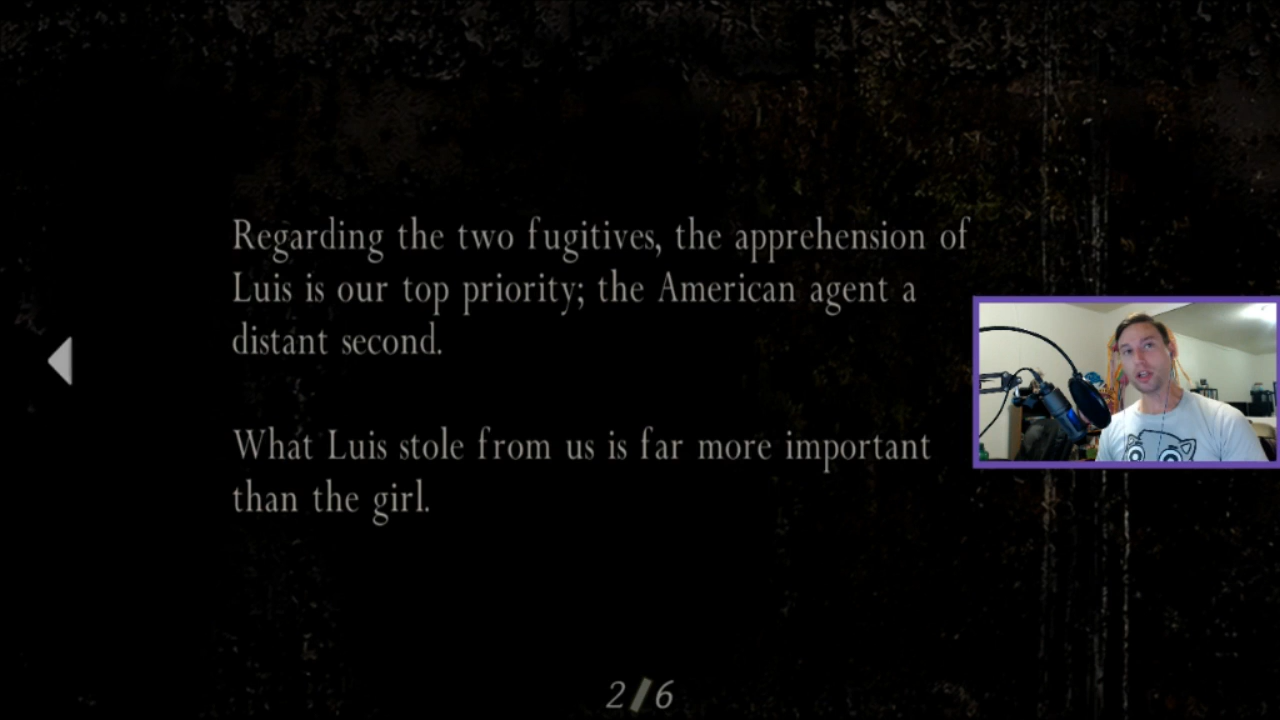 Regarding the two fugitives, the apprehension of
Luis is our top priority; the American agent a
distant second.
What Luis stole from us is far more important
than the girl.
2/6